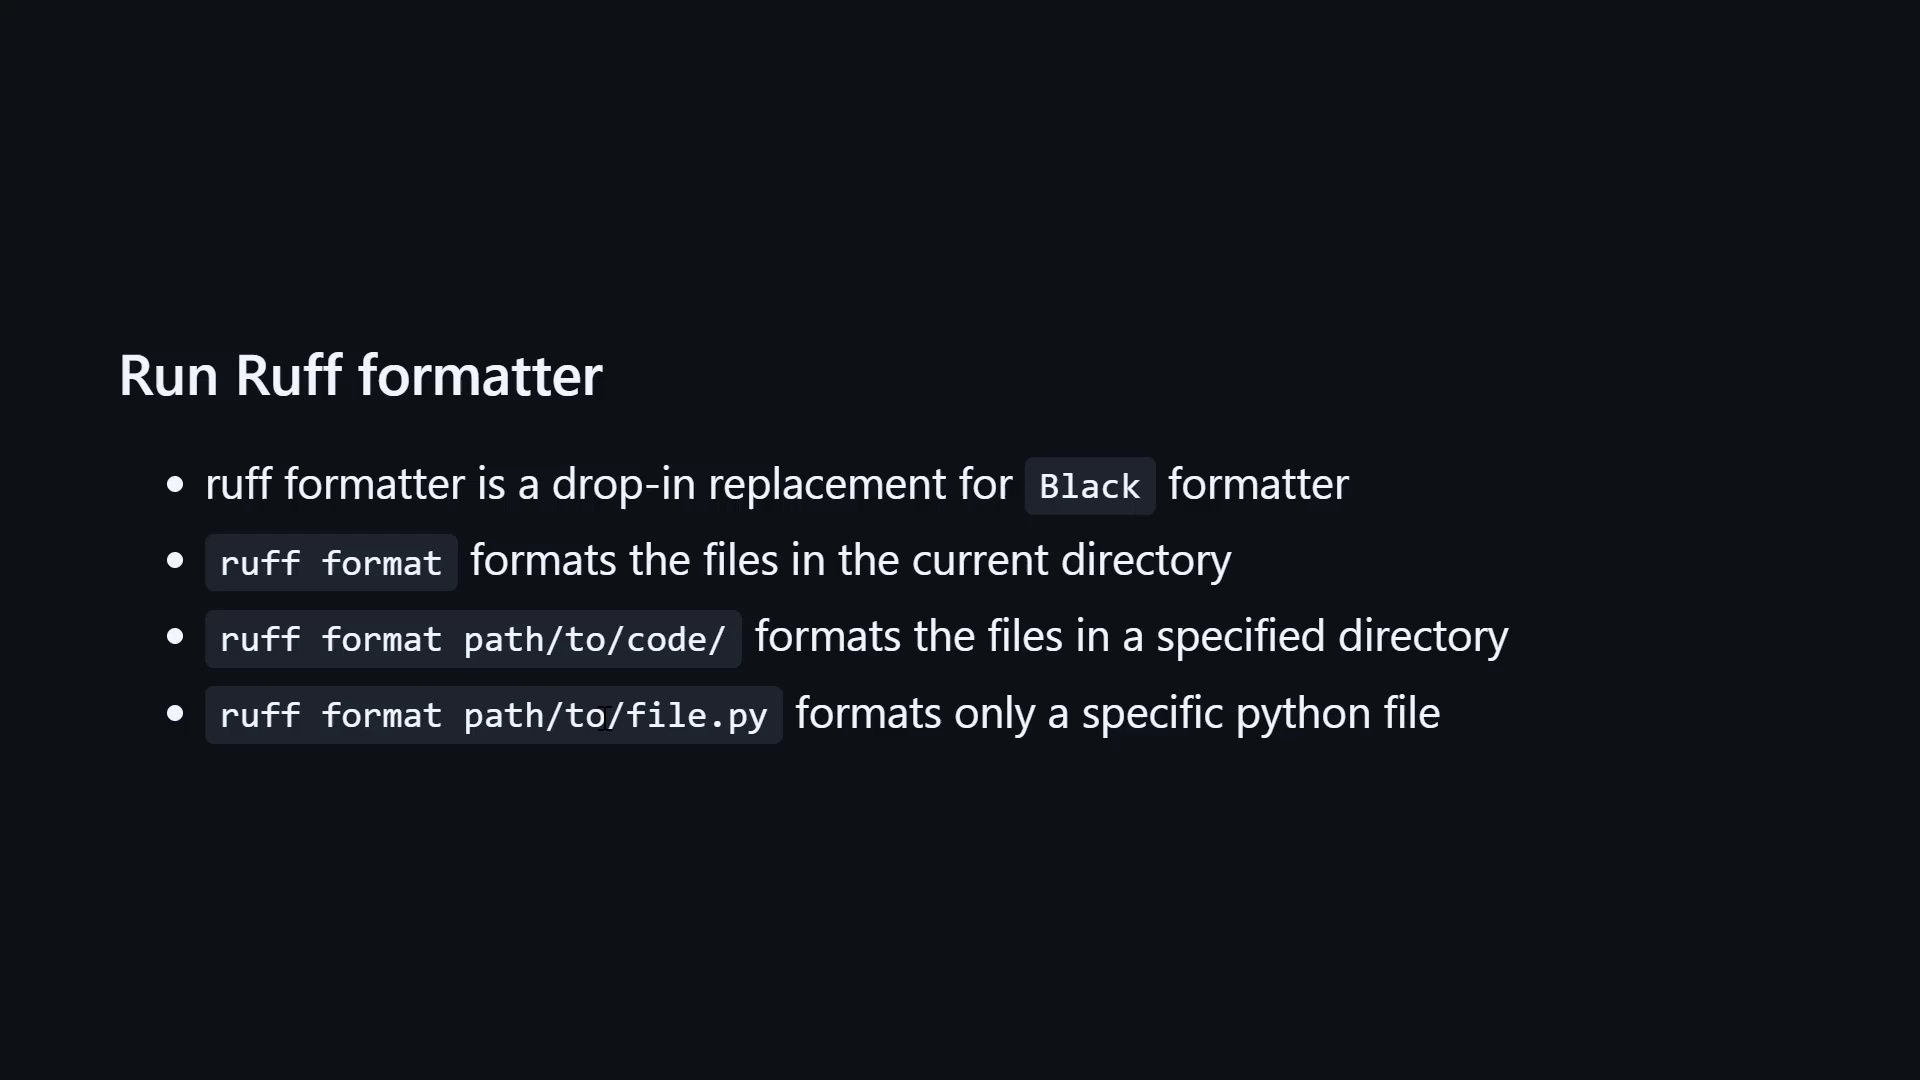 Run Ruff formatter
• ruff formatter is a drop-in replacement for Black formatter
• ruff format formats the files in the current directory
• ruff format path/to/code/ formats the files in a specified directory
• ruff format path/to/file.py formats only a specific python file